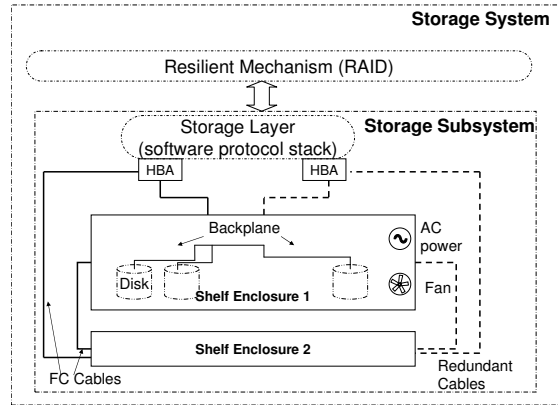 Storage System
Resilient Mechanism (RAID)
Storage Layer
(software protocol stack)
Storage Subsystem
HBA
HBA
Backplane
AC
power
Disk
Fan
Shelf Enclosure 1
Shelf Enclosure 2
FC Cables
Redundant
Cables